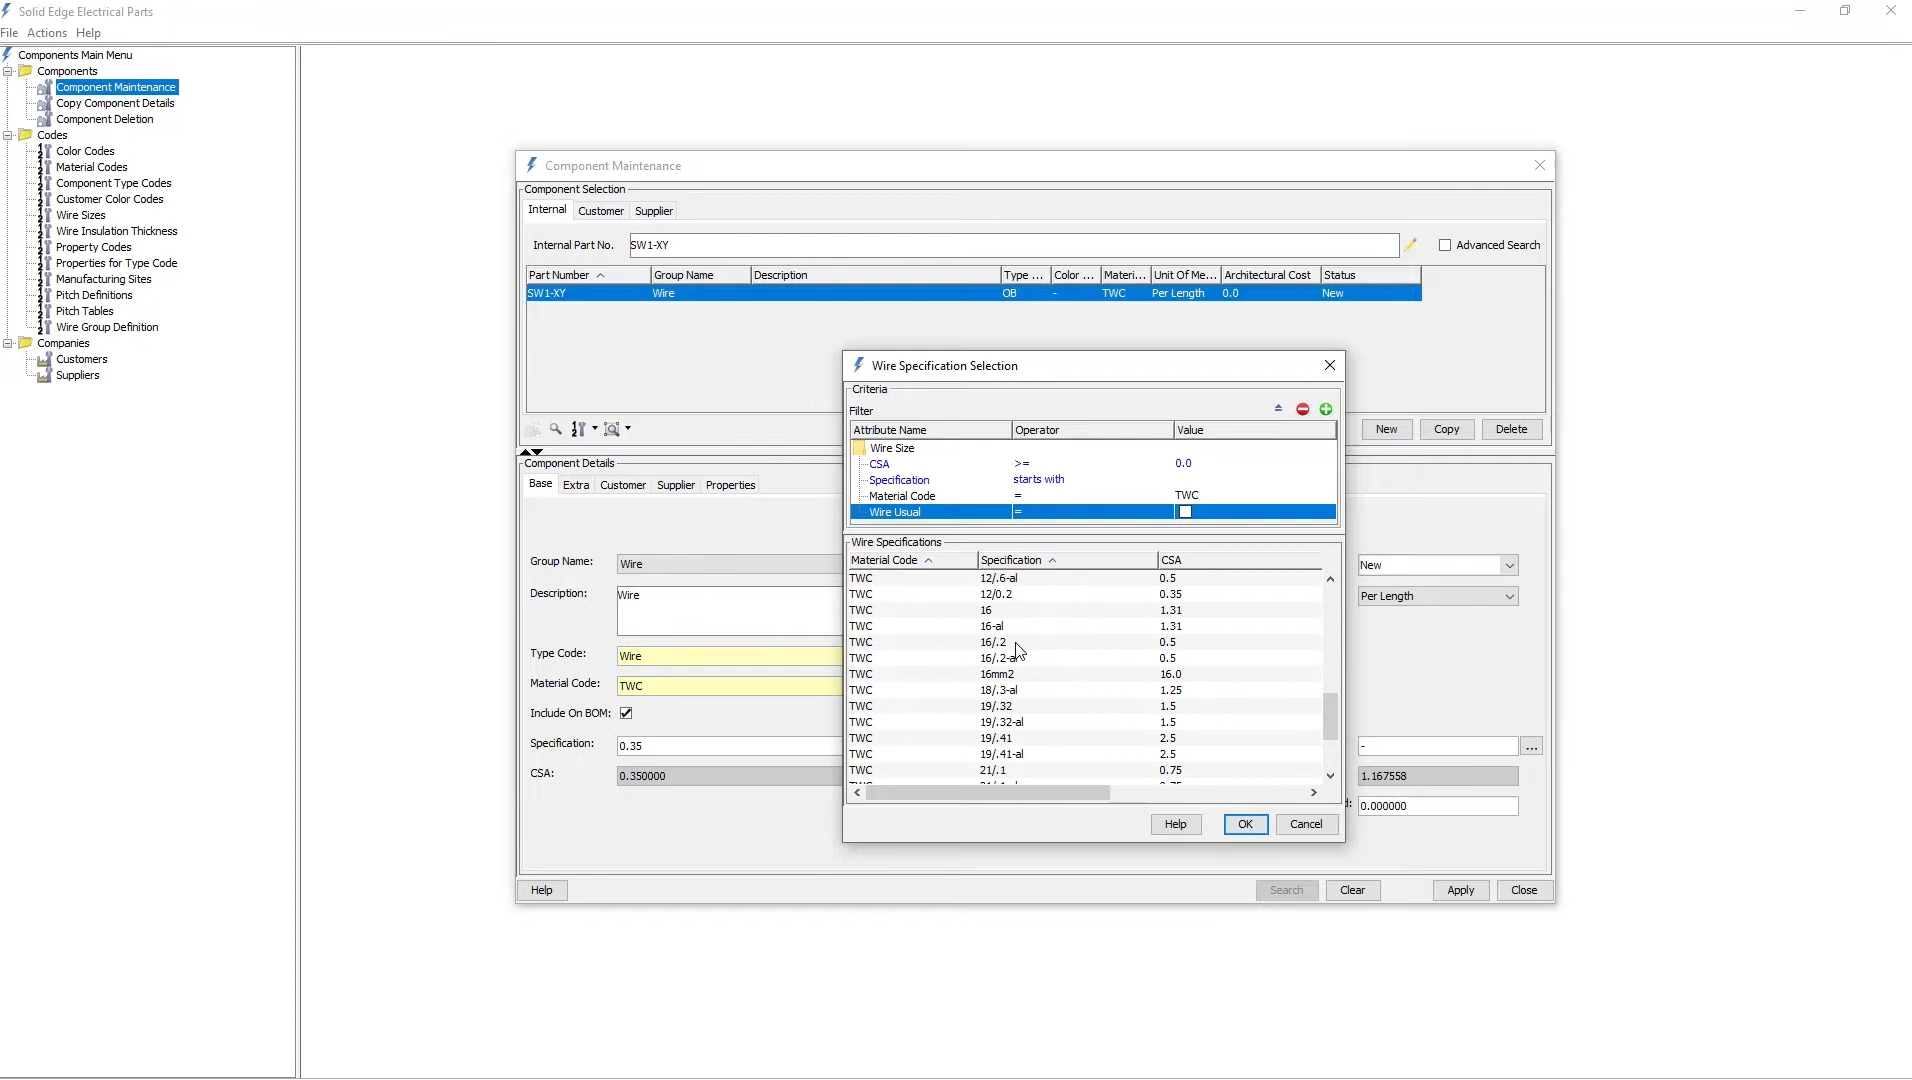 Solid Edge Electrical Parts
File Actions Help
Components Main Menu
Components
Component Maintenance
Copy Component Details
Component Deletion
Codes
Color Codes
Material Codes
Component Type Codes
Customer Color Codes
Wire Sizes
Wire Insulation Thickness
Property Codes
Properties for Type Code
Manufacturing Sites
Pitch Definitions
Pitch Tables
Wire Group Definition
Companies
Customers
Suppliers
Component Maintenance
Component Selection
Internal Customer Supplier
Internal Part No. SW1-XY Advanced Search
Part Number Group Name Description Type ... Color ... Materi... Unit Of Me... Architectural Cost Status
SW1-XY Wire OB - TWC Per Length 0.0 New
New Copy Delete
Component Details
Base Extra Customer Supplier Properties
Group Name: Wire New
Description: Wire Per Length
Type Code: Wire
Material Code: TWC
Include On BOM:
Specification: 0.35 - ...
CSA: 0.350000 1.167558
0.000000
Help Search Clear Apply Close
Wire Specification Selection
Criteria
Filter
Attribute Name Operator Value
Wire Size
CSA >= 0.0
Specification starts with
Material Code = TWC
Wire Usual =
Wire Specifications
Material Code Specification CSA
TWC 12/.6-al 0.5
TWC 12/0.2 0.35
TWC 16 1.31
TWC 16-al 1.31
TWC 16/.2 0.5
TWC 16/.2-al 0.5
TWC 16mm2 16.0
TWC 18/.3-al 1.25
TWC 19/.32 1.5
TWC 19/.32-al 1.5
TWC 19/.41 2.5
TWC 19/.41-al 2.5
TWC 21/.1 0.75
Help OK Cancel